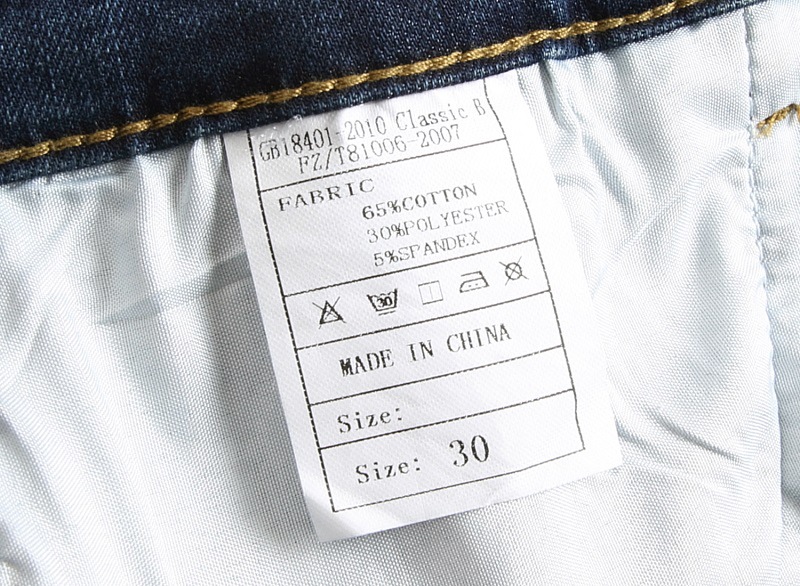 GB18401-2010 Classic B
FZ/T81006-2007
FABRIC
65%COTTON
30%POLYESTER
5%SPANDEX
30
MADE IN CHINA
Size:
Size: 30